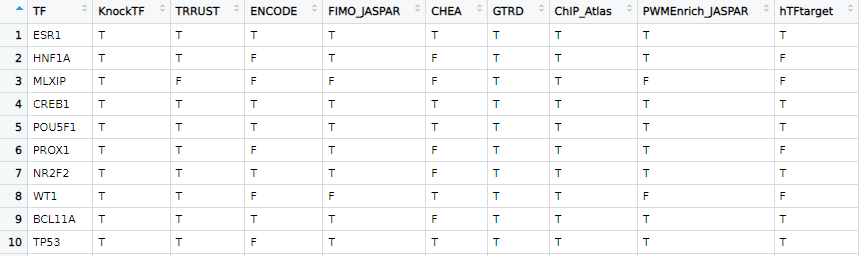 TF KnockTF TRRUST ENCODE FIMO_JASPAR CHEA GTRD ChIP_Atlas PWMEnrich_JASPAR hTFtarget
1 ESR1 T T T T T T T T T
2 HNF1A T T F T F T T T F
3 MLXIP T F F F F T T F F
4 CREB1 T T T T T T T T T
5 POU5F1 T T T T T T T T T
6 PROX1 T T F T F T T T F
7 NR2F2 T T T T F T T T T
8 WT1 T T F F T T T F F
9 BCL11A T T T T F T T T T
10 TP53 T T F T T T T T T